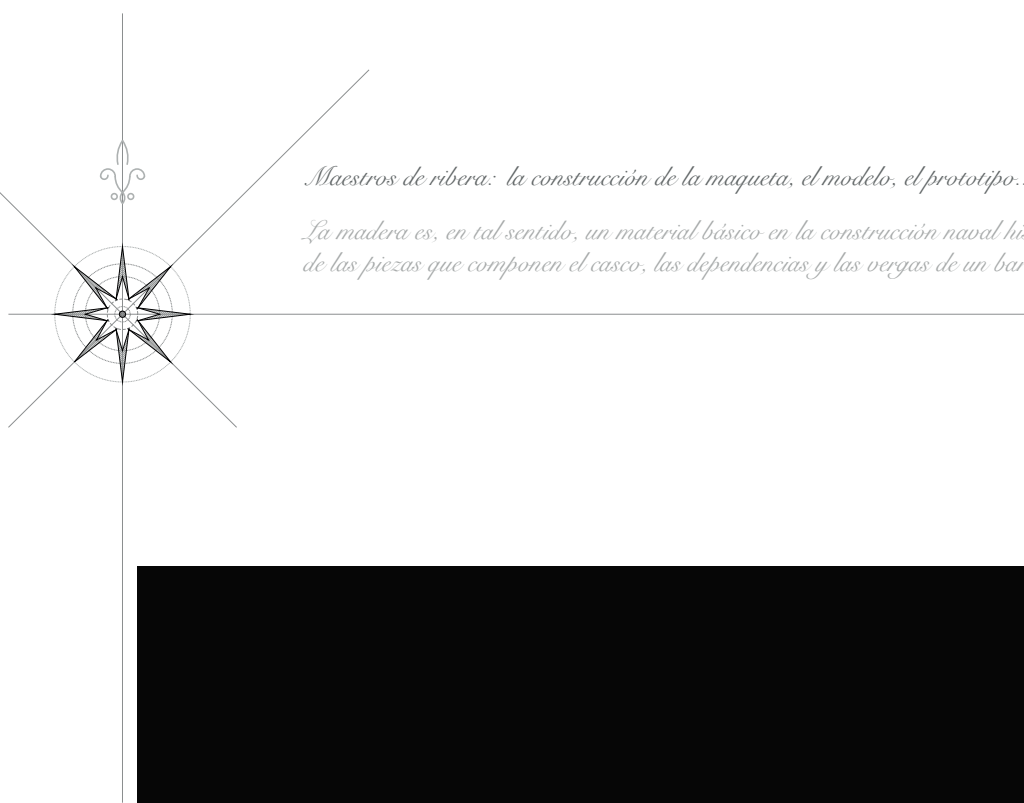 Maestros de ribera: la construcción de la maqueta, el modelo, el prototipo..
La madera es, en tal sentido, un material básico en la construcción naval
de las piezas que componen el casco, las dependencias y las vergas de un